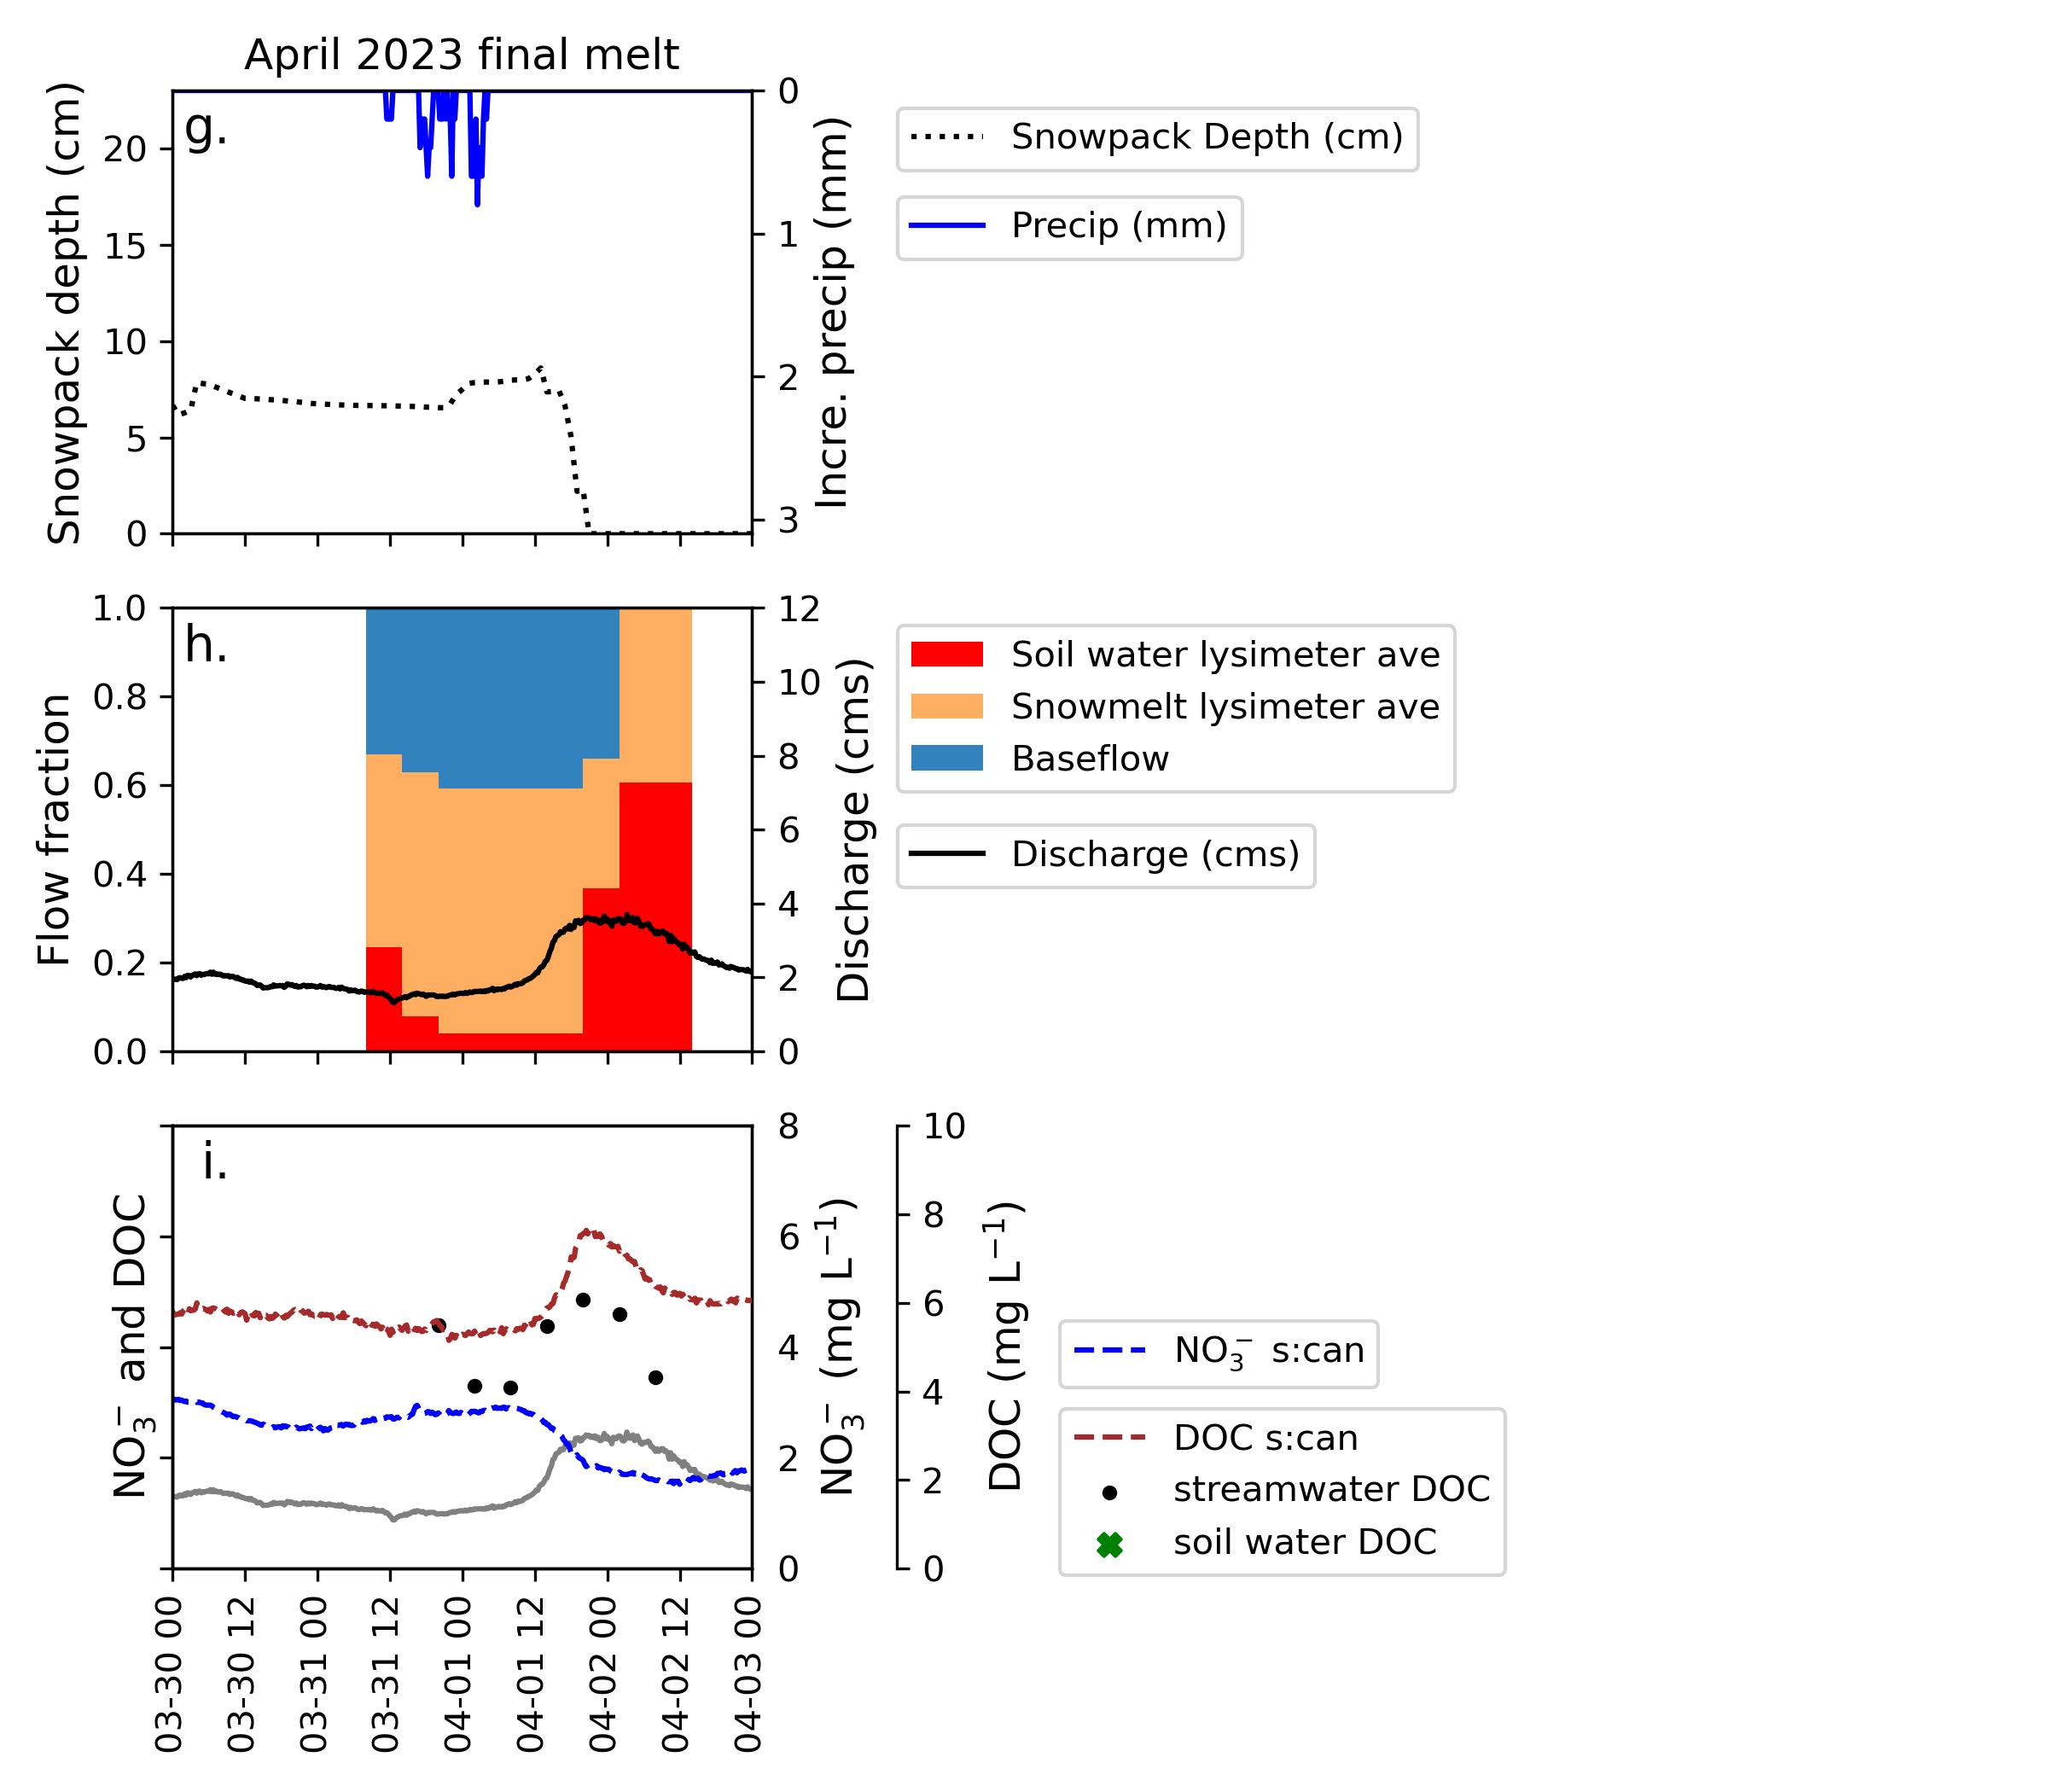 April 2023 final melt
g.
Snowpack depth (cm)
20
15
10
5
0
0
1
2
3
Incre. precip (mm)
Snowpack Depth (cm)
Precip (mm)
h.
Flow fraction
1.0
0.8
0.6
0.4
0.2
0.0
12
10
8
6
4
2
0
Discharge (cms)
Soil water lysimeter ave
Snowmelt lysimeter ave
Baseflow
Discharge (cms)
i.
NO₃⁻ and DOC
8
6
4
2
0
NO₃⁻ (mg L⁻¹)
10
8
6
4
2
0
DOC (mg L⁻¹)
NO₃⁻ s:can
DOC s:can
streamwater DOC
soil water DOC
03-30 00
03-30 12
03-31 00
03-31 12
04-01 00
04-01 12
04-02 00
04-02 12
04-03 00